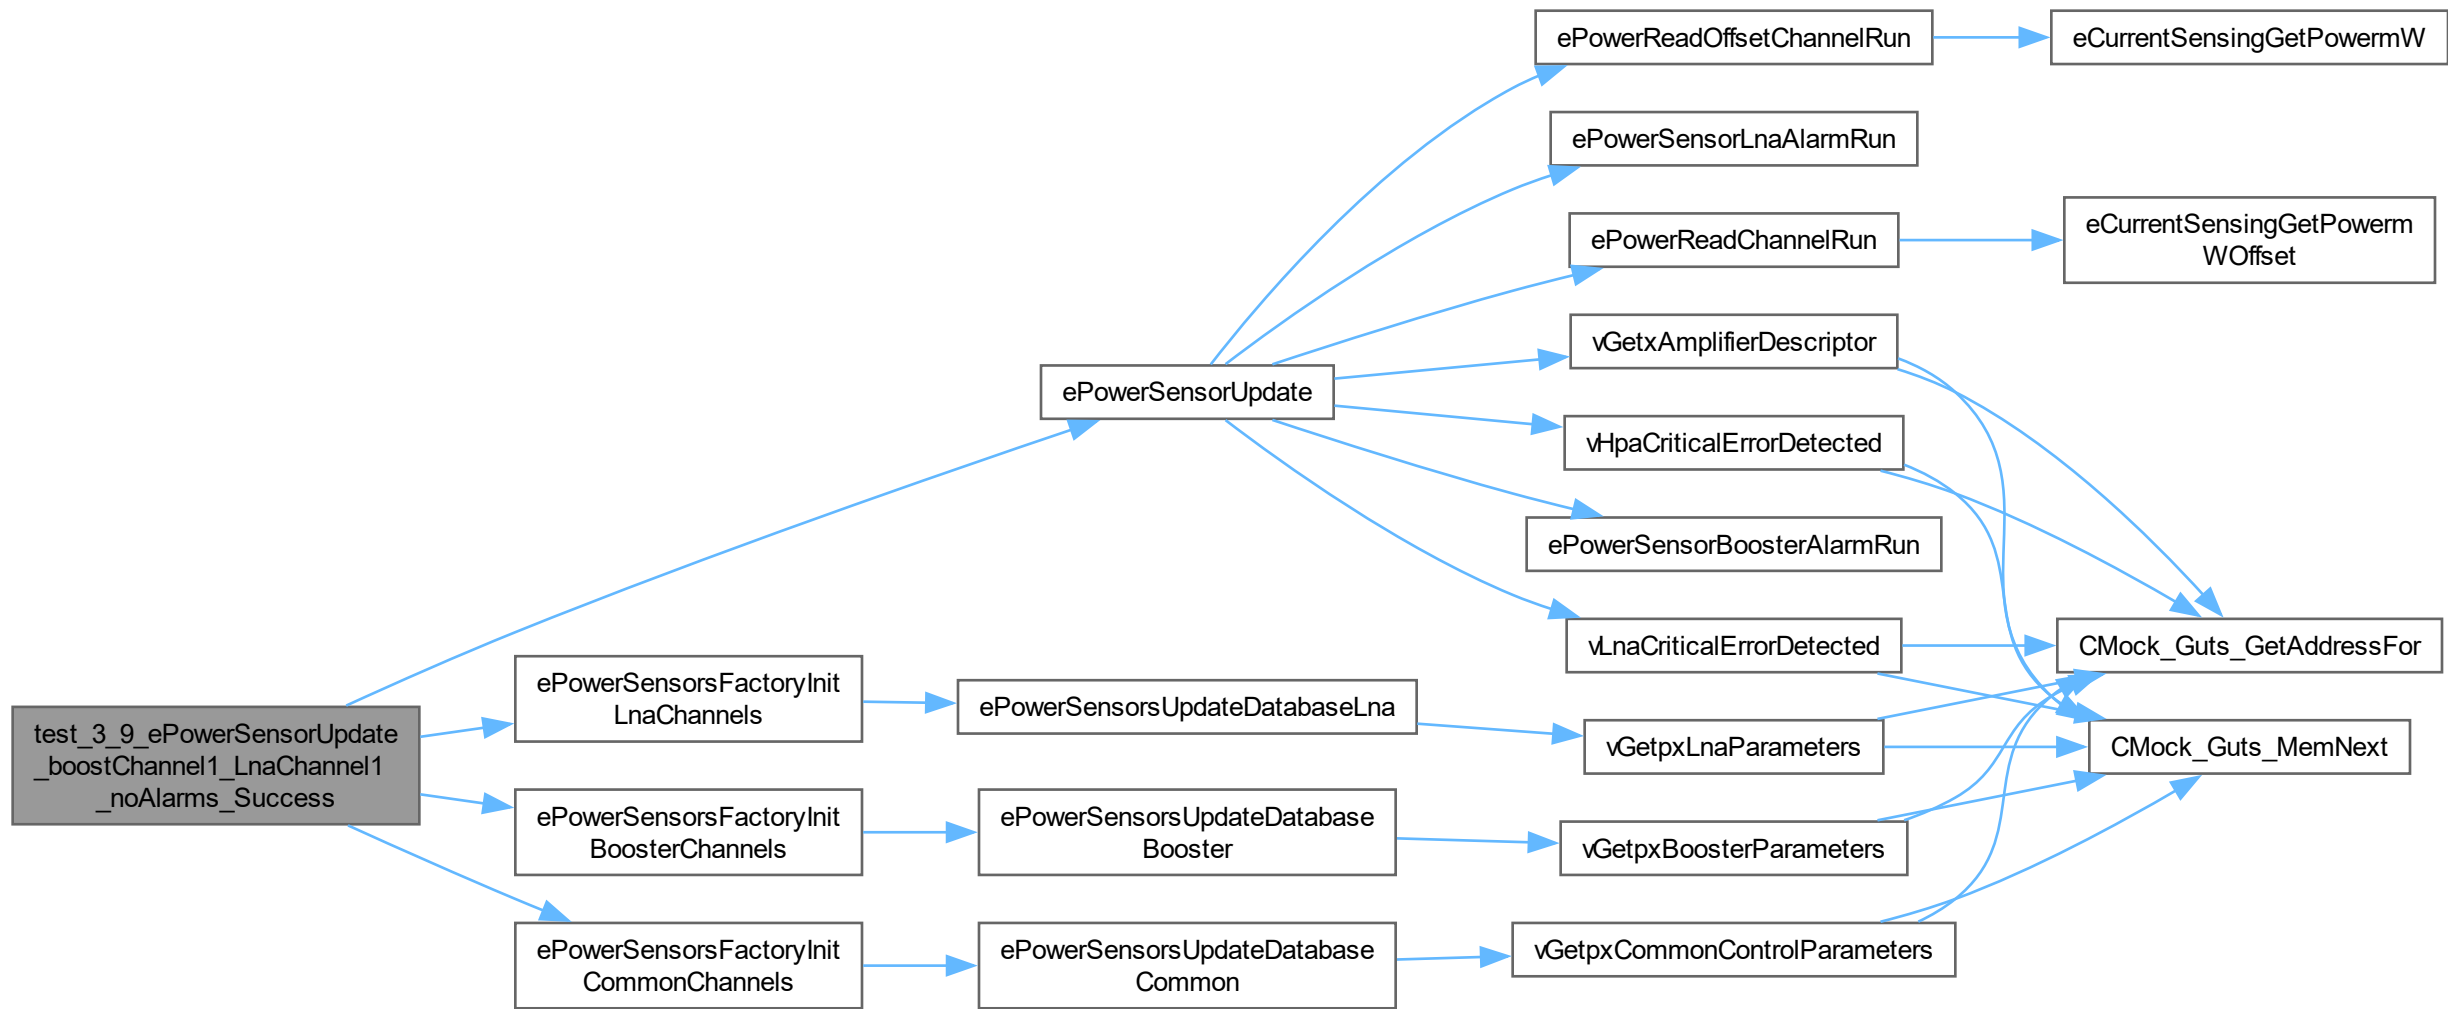 ePowerReadOffsetChannelRun
eCurrentSensingGetPowermW
ePowerSensorLnaAlarmRun
ePowerReadChannelRun
eCurrentSensingGetPowerm
WOffset
vGetxAmplifierDescriptor
ePowerSensorUpdate
vHpaCriticalErrorDetected
ePowerSensorBoosterAlarmRun
vLnaCriticalErrorDetected
CMock_Guts_GetAddressFor
ePowerSensorsFactoryInit
LnaChannels
ePowerSensorsUpdateDatabaseLna
vGetpxLnaParameters
CMock_Guts_MemNext
test_3_9_ePowerSensorUpdate
_boostChannel1_LnaChannel1
_noAlarms_Success
ePowerSensorsFactoryInit
BoosterChannels
ePowerSensorsUpdateDatabase
Booster
vGetpxBoosterParameters
ePowerSensorsFactoryInit
CommonChannels
ePowerSensorsUpdateDatabase
Common
vGetpxCommonControlParameters